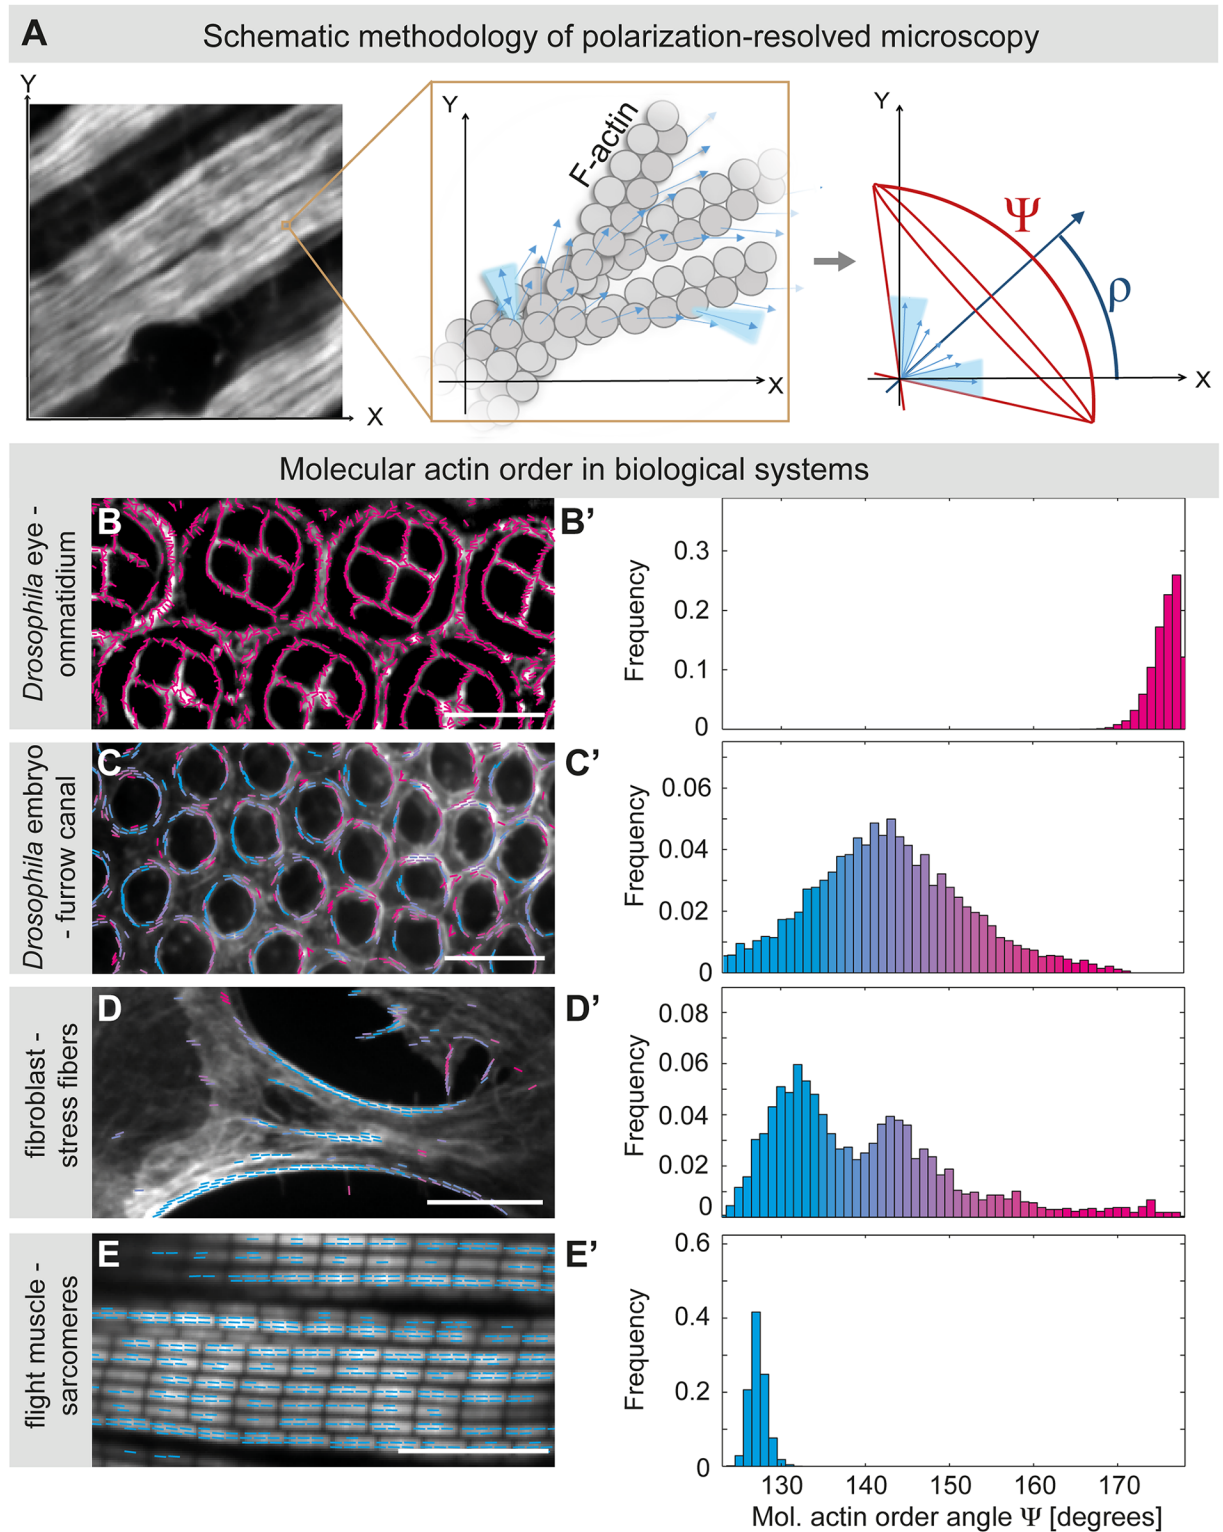 A
Schematic methodology of polarization-resolved microscopy
Y
X
Y
F-actin
X
Y
Ψ
ρ
X
Molecular actin order in biological systems
Drosophila eye -
ommatidium
B
B’
Frequency
0.3
0.2
0.1
0
Drosophila embryo
- furrow canal
C
C’
Frequency
0.06
0.04
0.02
0
fibroblast -
stress fibers
D
D’
Frequency
0.08
0.06
0.04
0.02
0
flight muscle -
sarcomeres
E
E’
Frequency
0.6
0.4
0.2
0
130 140 150 160 170
Mol. actin order angle Ψ [degrees]